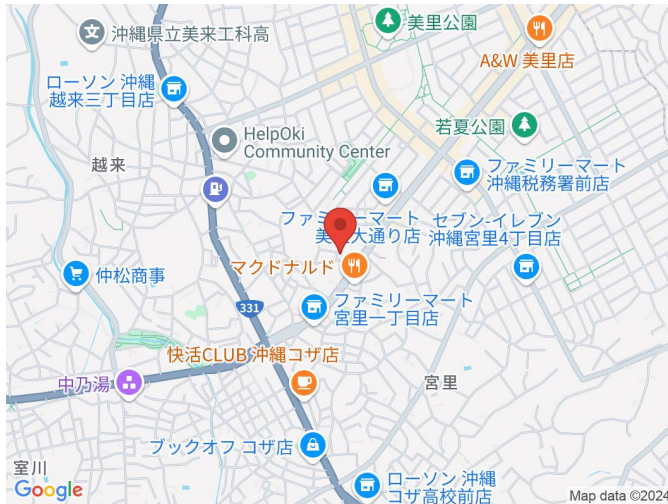 沖縄県立美来工科高
美里公園
A&W 美里店
ローソン 沖縄
越来三丁目店
HelpOki
Community Center
若夏公園
越来
ファミリーマート
沖縄税務署前店
ファミリーマート
美里大通り店
セブン-イレブン
沖縄宮里4丁目店
マクドナルド
仲松商事
331
ファミリーマート
宮里一丁目店
快活CLUB 沖縄コザ店
中乃湯
宮里
ブックオフ コザ店
室川
ローソン 沖縄
コザ高校前店
Google
Map data ©2024